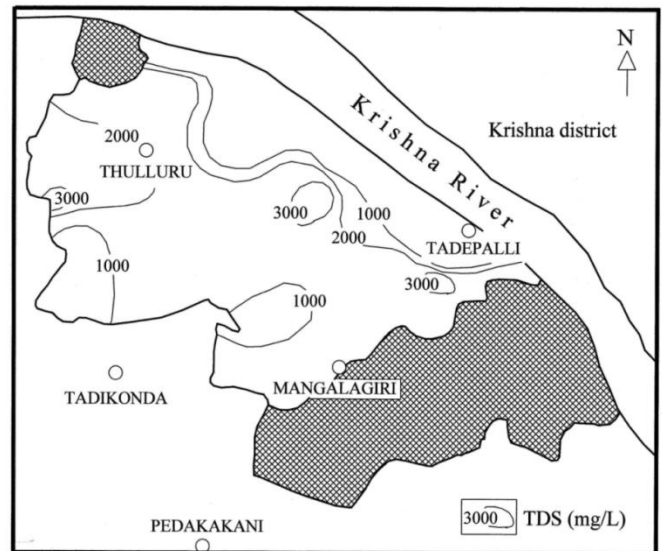 N
Krishna River
Krishna district
2000
THULLURU
3000
3000
1000
2000
TADEPALLI
1000
3000
1000
TADIKONDA
MANGALAGIRI
3000 TDS (mg/L)
PEDAKAKANI